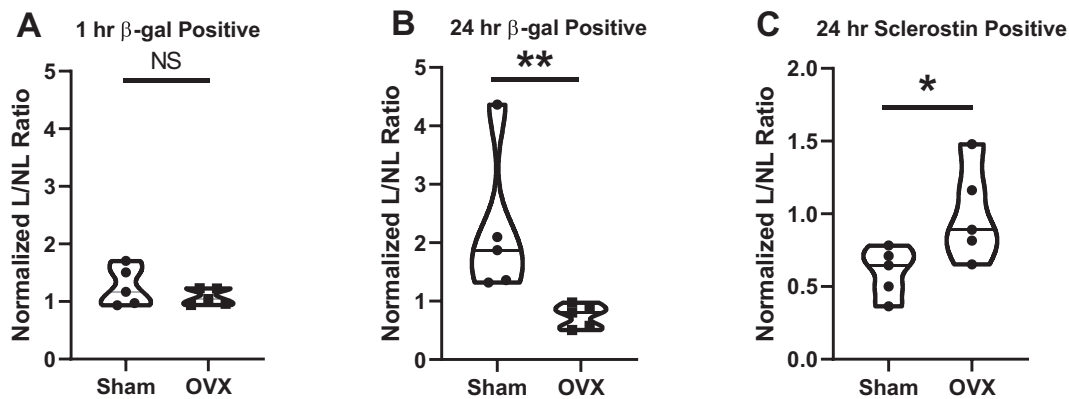 A 1 hr β-gal Positive
NS
Normalized L/NL Ratio
5
4
3
2
1
0
Sham OVX
B 24 hr β-gal Positive
**
Normalized L/NL Ratio
5
4
3
2
1
0
Sham OVX
C 24 hr Sclerostin Positive
*
Normalized L/NL Ratio
2.0
1.5
1.0
0.5
0.0
Sham OVX